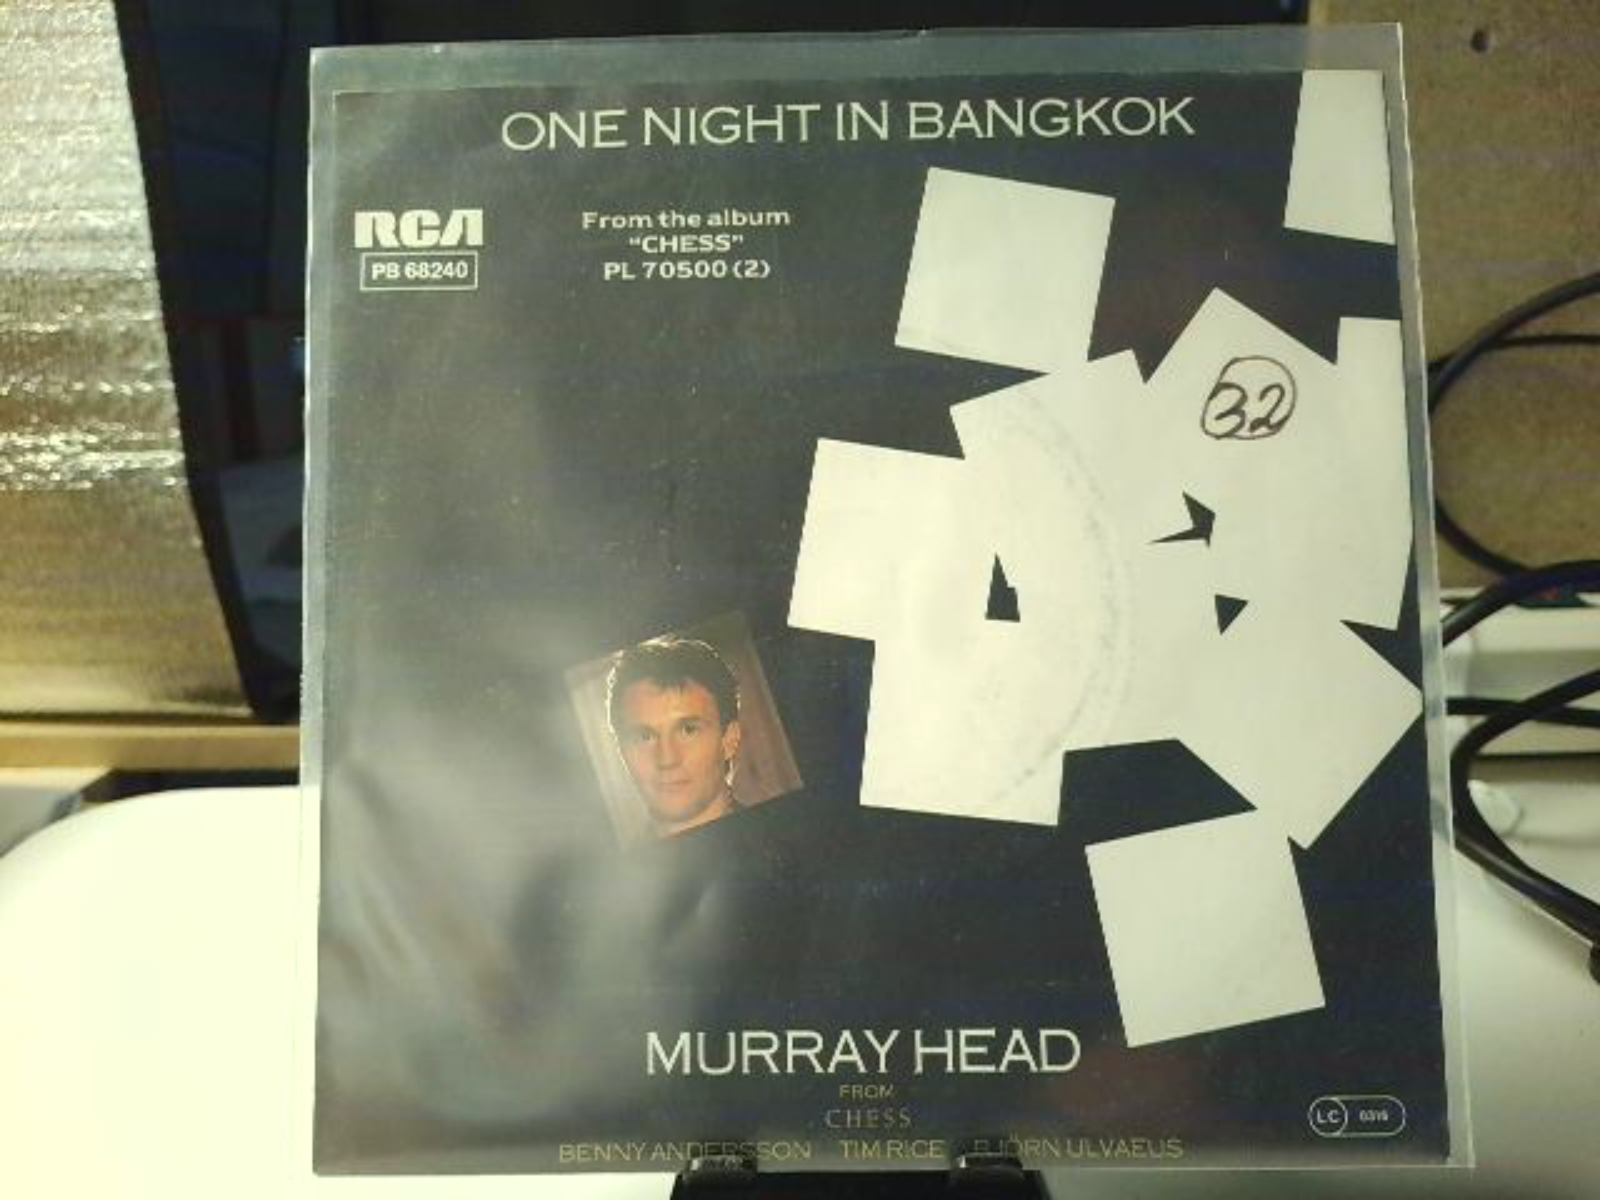 ONE NIGHT IN BANGKOK
RCA
PB 68240
From the album
"CHESS"
PL 70500 (2)
32
MURRAY HEAD
FROM
CHESS
BENNY ANDERSSON TIM RICE BJÖRN ULVAEUS
LC 0316